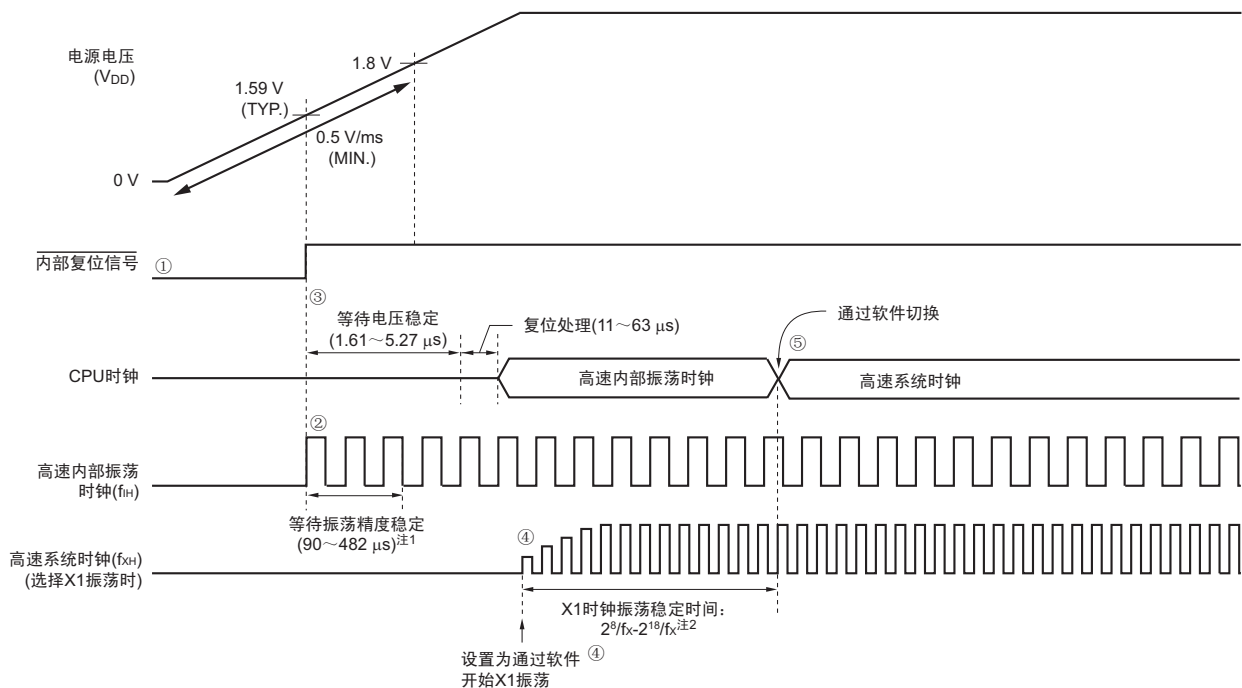 电源电压
(VDD)
1.8 V
1.59 V
(TYP.)
0.5 V/ms
(MIN.)
0 V
内部复位信号
①
③
等待电压稳定
(1.61～5.27 μs)
复位处理(11～63 μs)
通过软件切换
⑤
CPU时钟
高速内部振荡时钟
高速系统时钟
②
高速内部振荡
时钟(fIH)
等待振荡精度稳定
(90～482 μs)注1
高速系统时钟(fXH)
(选择X1振荡时)
④
X1时钟振荡稳定时间：
2⁸/fX-2¹⁸/fX注2
设置为通过软件 ④
开始X1振荡